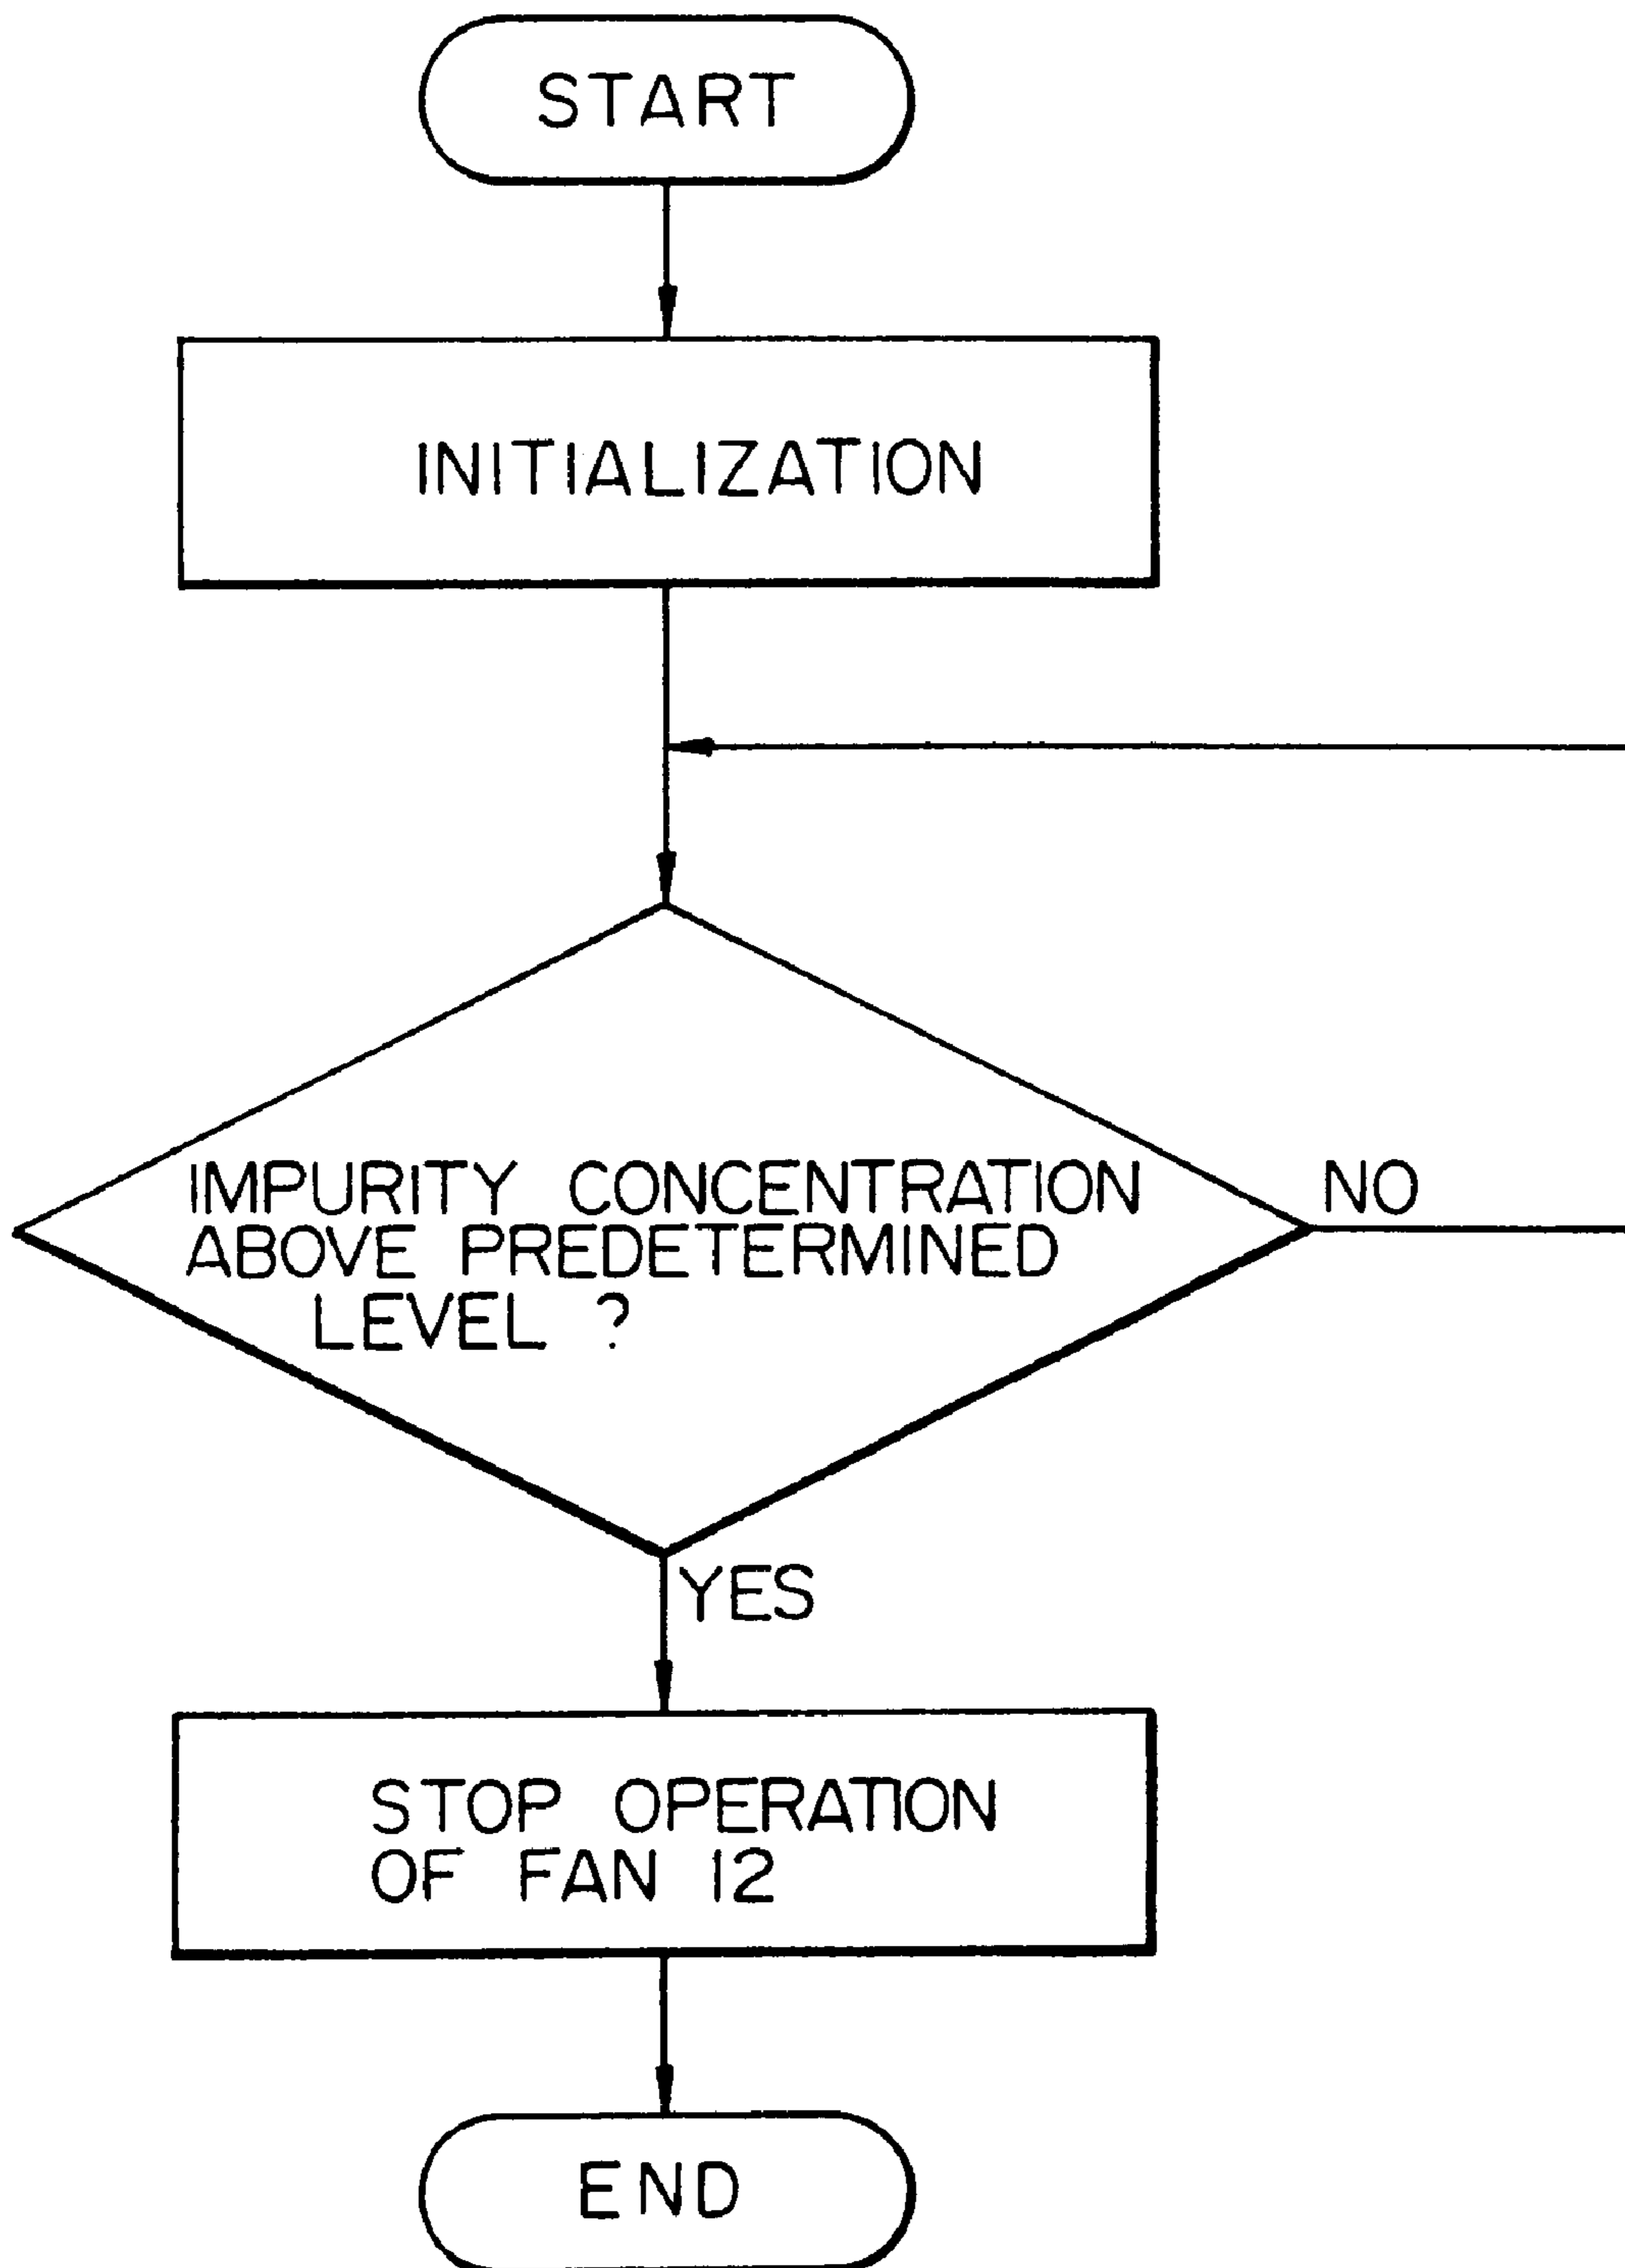 START
INITIALIZATION
IMPURITY CONCENTRATION
ABOVE PREDETERMINED
LEVEL ?
NO
YES
STOP OPERATION
OF FAN 12
END